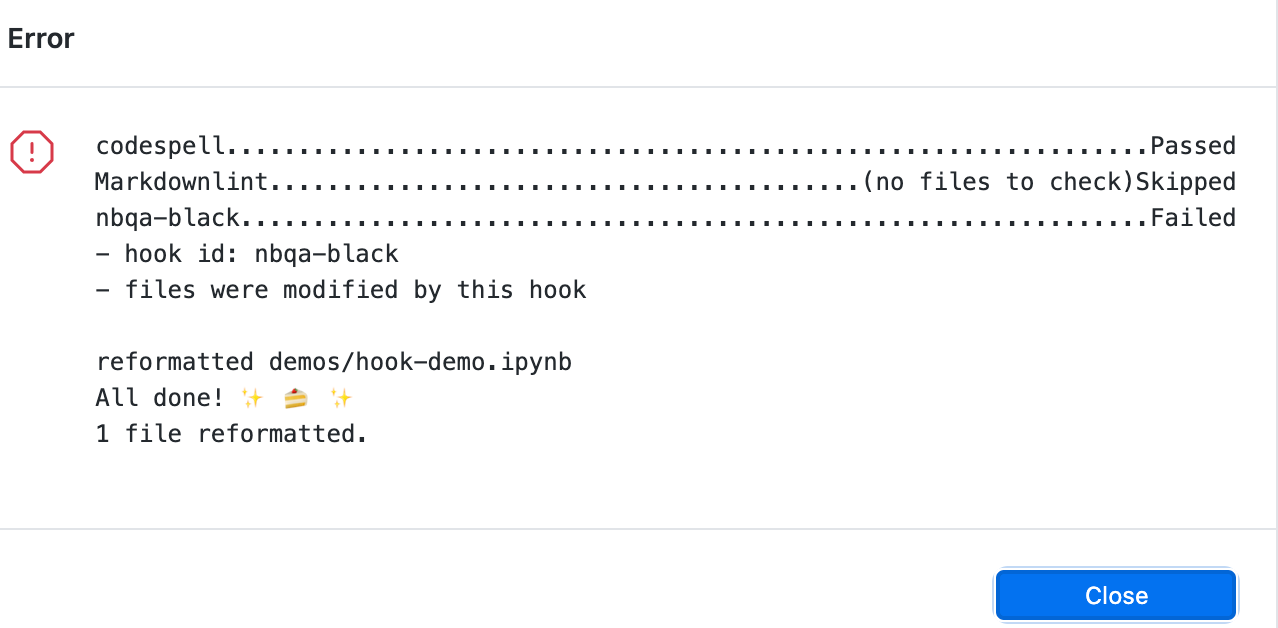 Error
codespell................................................................Passed
Markdownlint.........................................(no files to check)Skipped
nbqa-black...............................................................Failed
- hook id: nbqa-black
- files were modified by this hook
reformatted demos/hook-demo.ipynb
All done! ✨ 🍰 ✨
1 file reformatted.
Close